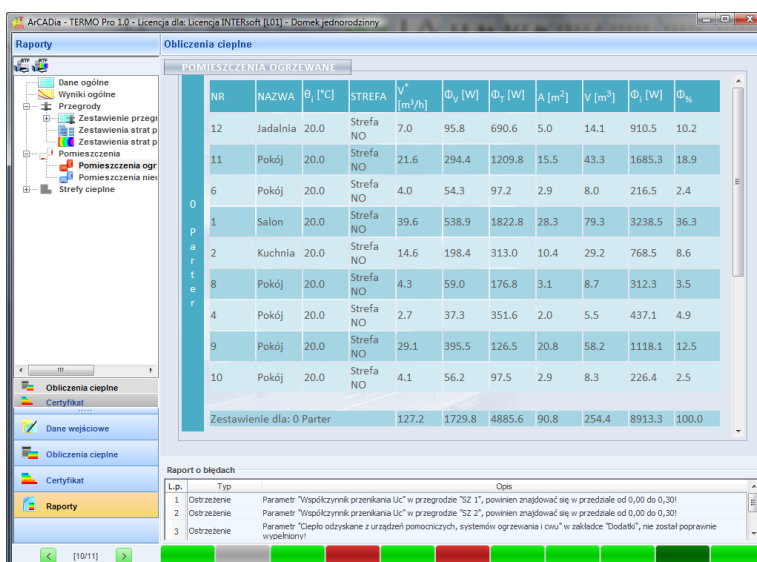 ArCADia - TERMO Pro 1.0 - Licencja dla: Licencja INTERsoft [L01] - Domek jednorodzinny
Raporty
Obliczenia cieplne
RTF RTF
Dane ogólne
Wyniki ogólne
Przegrody
Zestawienie przegr
Zestawienia strat p
Zestawienia strat p
Pomieszczenia
Pomieszczenia ogr
Pomieszczenia nieo
Strefy cieplne
Obliczenia cieplne
Certyfikat
Dane wejściowe
Obliczenia cieplne
Certyfikat
Raporty
[10/11]
POMIESZCZENIA OGRZEWANE
0 Parter
NR NAZWA θi [°C] STREFA V* [m³/h] ΦV [W] ΦT [W] A [m²] V [m³] Φi [W] Φ%
12 Jadalnia 20.0 Strefa NO 7.0 95.8 690.6 5.0 14.1 910.5 10.2
11 Pokój 20.0 Strefa NO 21.6 294.4 1209.8 15.5 43.3 1685.3 18.9
6 Pokój 20.0 Strefa NO 4.0 54.3 97.2 2.9 8.0 216.5 2.4
1 Salon 20.0 Strefa NO 39.6 538.9 1822.8 28.3 79.3 3238.5 36.3
2 Kuchnia 20.0 Strefa NO 14.6 198.4 313.0 10.4 29.2 768.5 8.6
8 Pokój 20.0 Strefa NO 4.3 59.0 176.8 3.1 8.7 312.3 3.5
4 Pokój 20.0 Strefa NO 2.7 37.3 351.6 2.0 5.5 437.1 4.9
9 Pokój 20.0 Strefa NO 29.1 395.5 126.5 20.8 58.2 1118.1 12.5
10 Pokój 20.0 Strefa NO 4.1 56.2 97.5 2.9 8.3 226.4 2.5
Zestawienie dla: 0 Parter 127.2 1729.8 4885.6 90.8 254.4 8913.3 100.0
Raport o błędach
L.p. Typ Opis
1 Ostrzeżenie Parametr "Współczynnik przenikania Uc" w przegrodzie "SZ 1", powinien znajdować się w przedziale od 0,00 do 0,30!
2 Ostrzeżenie Parametr "Współczynnik przenikania Uc" w przegrodzie "SZ 2", powinien znajdować się w przedziale od 0,00 do 0,30!
3 Ostrzeżenie Parametr "Ciepło odzyskane z urządzeń pomocniczych, systemów ogrzewania i cwu" w zakładce "Dodatki", nie został poprawnie
wypełniony!